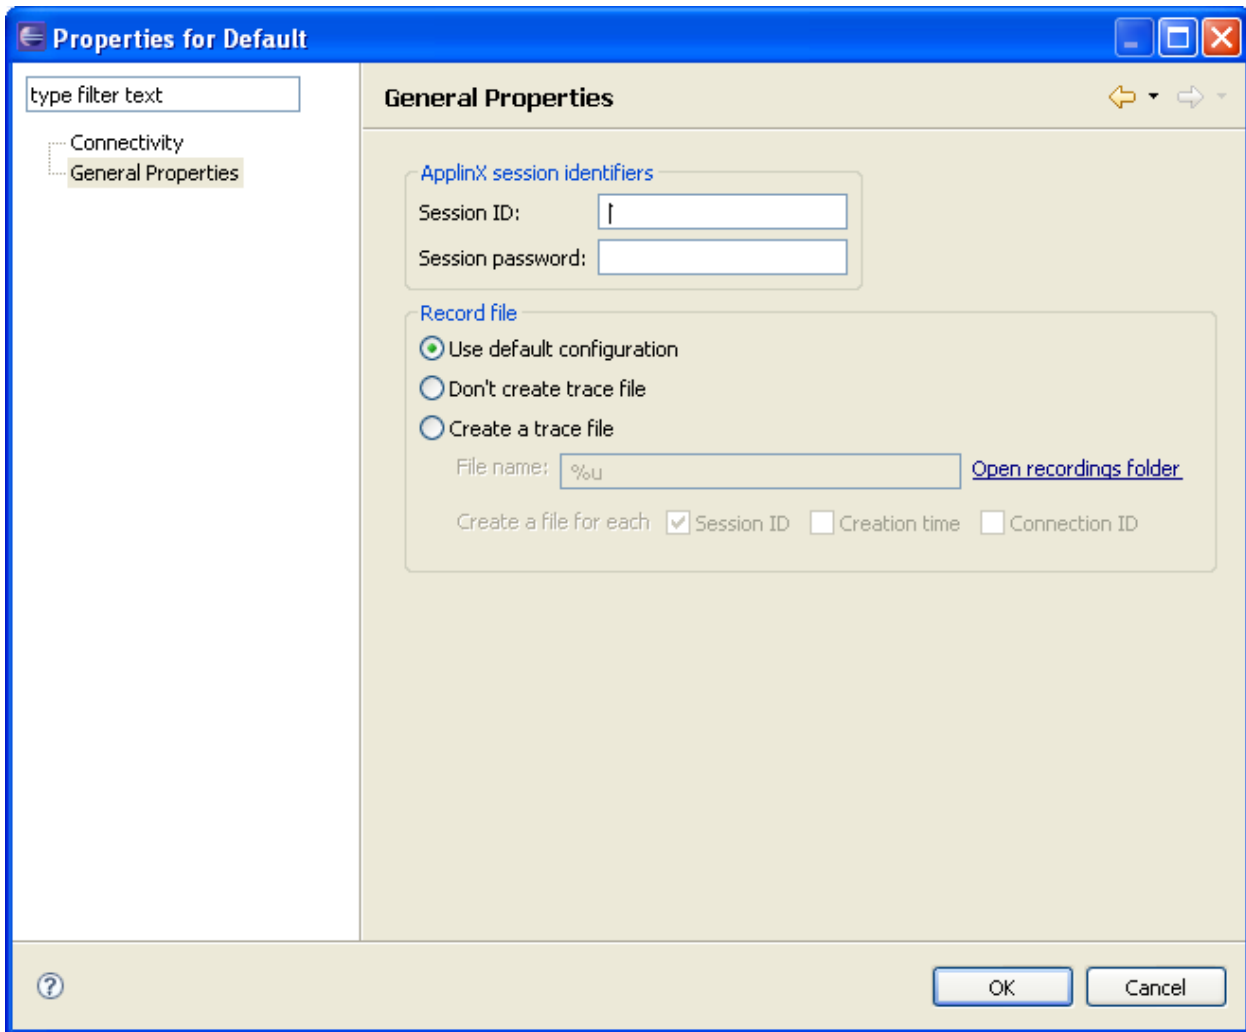 Properties for Default
type filter text
Connectivity
General Properties
General Properties
ApplinX session identifiers
Session ID:
Session password:
Record file
Use default configuration
Don't create trace file
Create a trace file
File name: %u Open recordings folder
Create a file for each Session ID Creation time Connection ID
OK Cancel